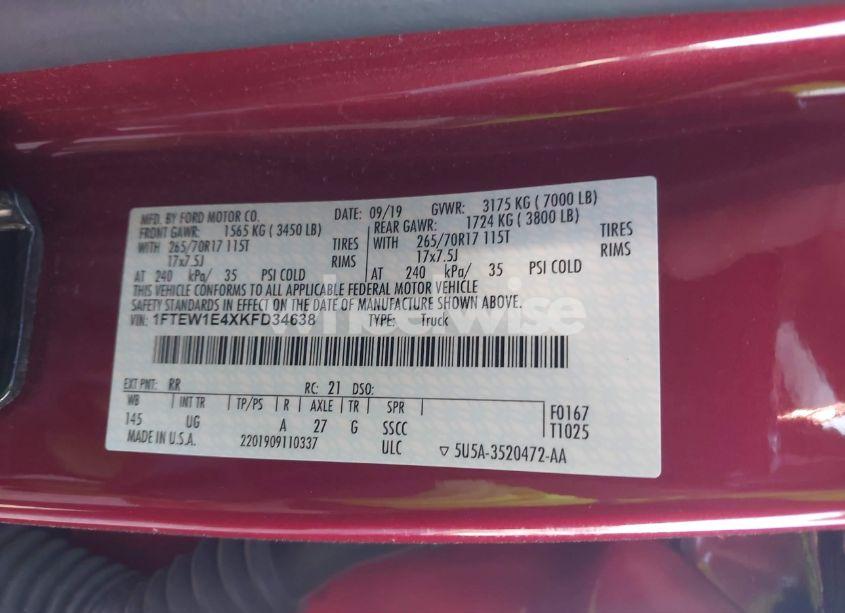 MFD. BY FORD MOTOR CO. DATE: 09/19 GVWR: 3175 KG ( 7000 LB)
FRONT GAWR: 1565 KG ( 3450 LB) REAR GAWR: 1724 KG ( 3800 LB)
WITH 265/70R17 115T TIRES WITH 265/70R17 115T TIRES
17x7.5J RIMS 17x7.5J RIMS
AT 240 kPa/ 35 PSI COLD AT 240 kPa/ 35 PSI COLD
THIS VEHICLE CONFORMS TO ALL APPLICABLE FEDERAL MOTOR VEHICLE
SAFETY STANDARDS IN EFFECT ON THE DATE OF MANUFACTURE SHOWN ABOVE.
VIN: 1FTEW1E4XKFD34638 TYPE: Truck
wheelwise
EXT PNT: RR RC: 21 DSO:
WB INT TR TP/PS R AXLE TR SPR F0167
145 UG A 27 G SSCC T1025
MADE IN U.S.A. 2201909110337 ULC ▽ 5U5A-3520472-AA